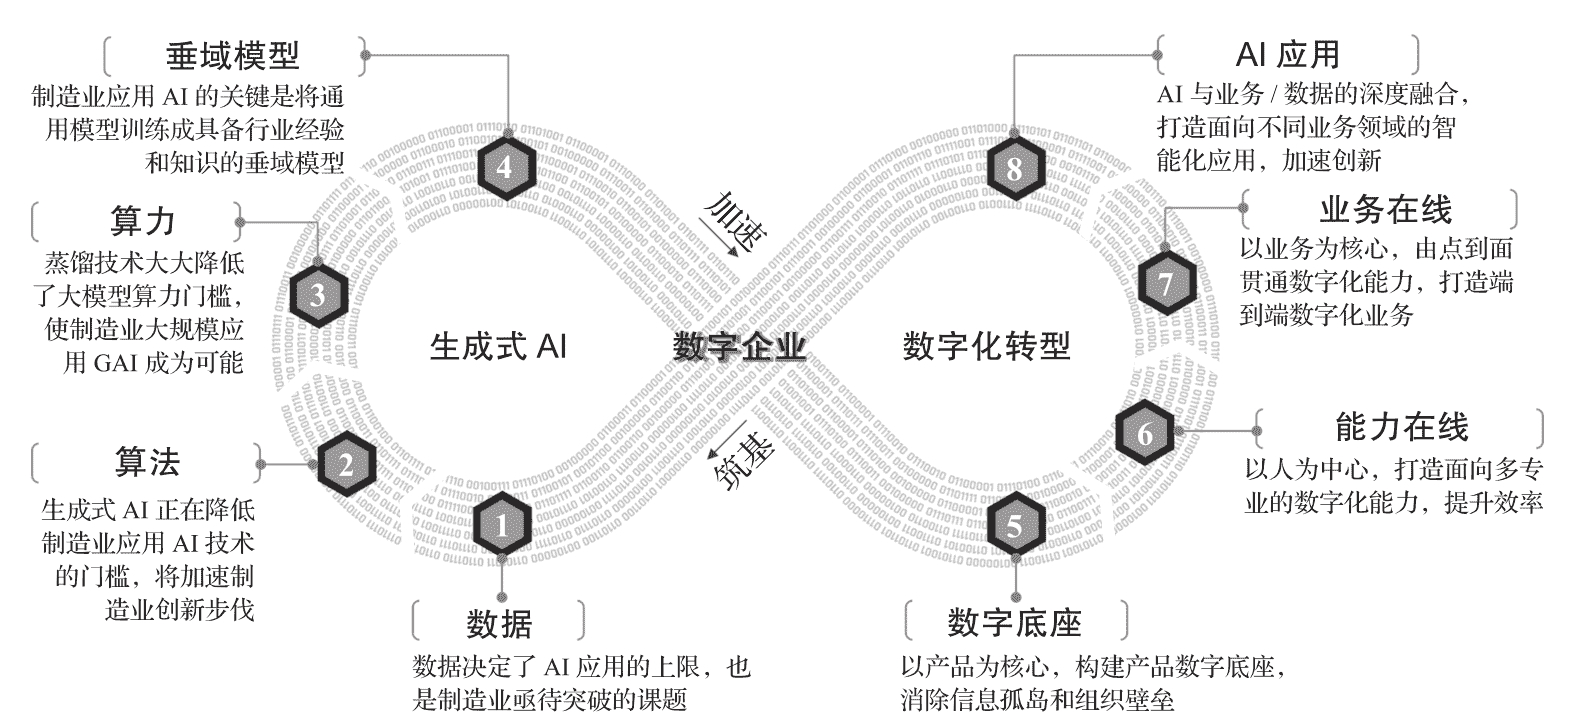 垂域模型
制造业应用 AI 的关键是将通
用模型训练成具备行业经验
和知识的垂域模型
4
算力
蒸馏技术大大降低
了大模型算力门槛，
使制造业大规模应
用 GAI 成为可能
3
算法
生成式 AI 正在降低
制造业应用 AI 技术
的门槛，将加速制
造业创新步伐
2
数据
数据决定了 AI 应用的上限，也
是制造业亟待突破的课题
1
生成式 AI
加速
数字企业
筑基
数字化转型
AI 应用
AI 与业务 / 数据的深度融合，
打造面向不同业务领域的智
能化应用，加速创新
8
业务在线
以业务为核心，由点到面
贯通数字化能力，打造端
到端数字化业务
7
能力在线
以人为中心，打造面向多专
业的数字化能力，提升效率
6
数字底座
以产品为核心，构建产品数字底座，
消除信息孤岛和组织壁垒
5